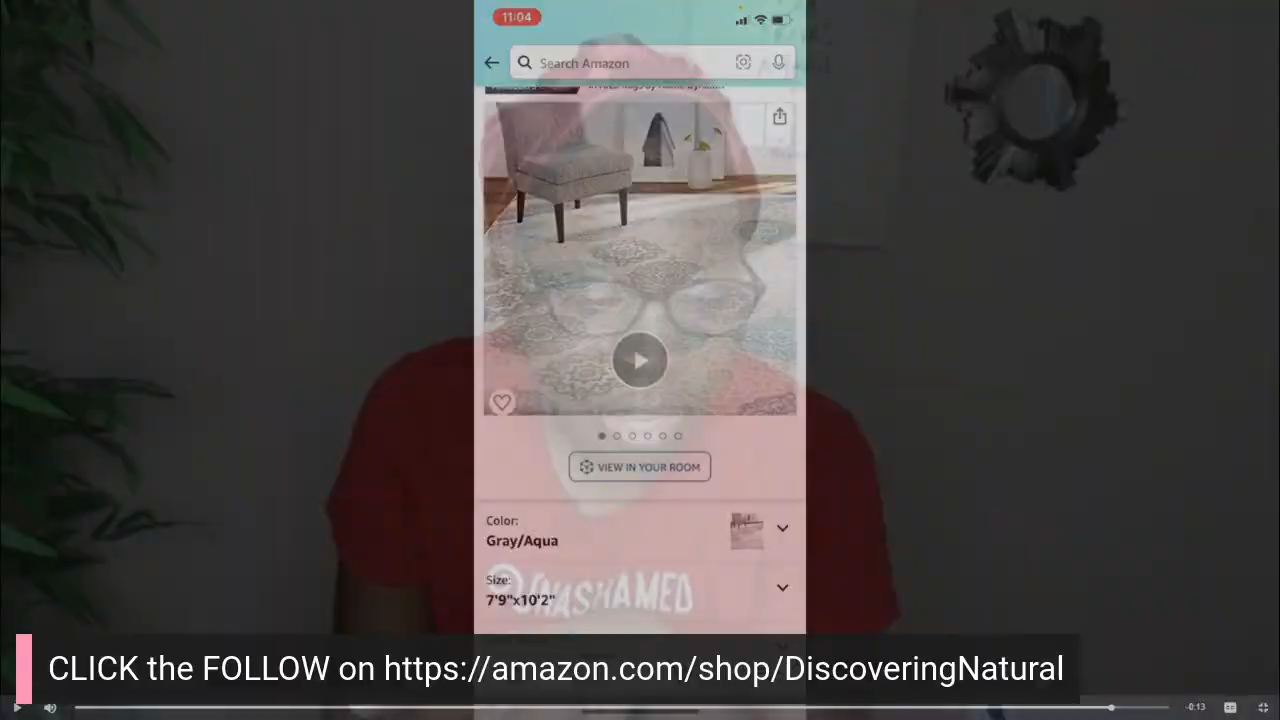 11:04
Search Amazon
VIEW IN YOUR ROOM
Color:
Gray/Aqua
Size:
7'9"x10'2"
UNASHAMED
CLICK the FOLLOW on https://amazon.com/shop/DiscoveringNatural
-0:13